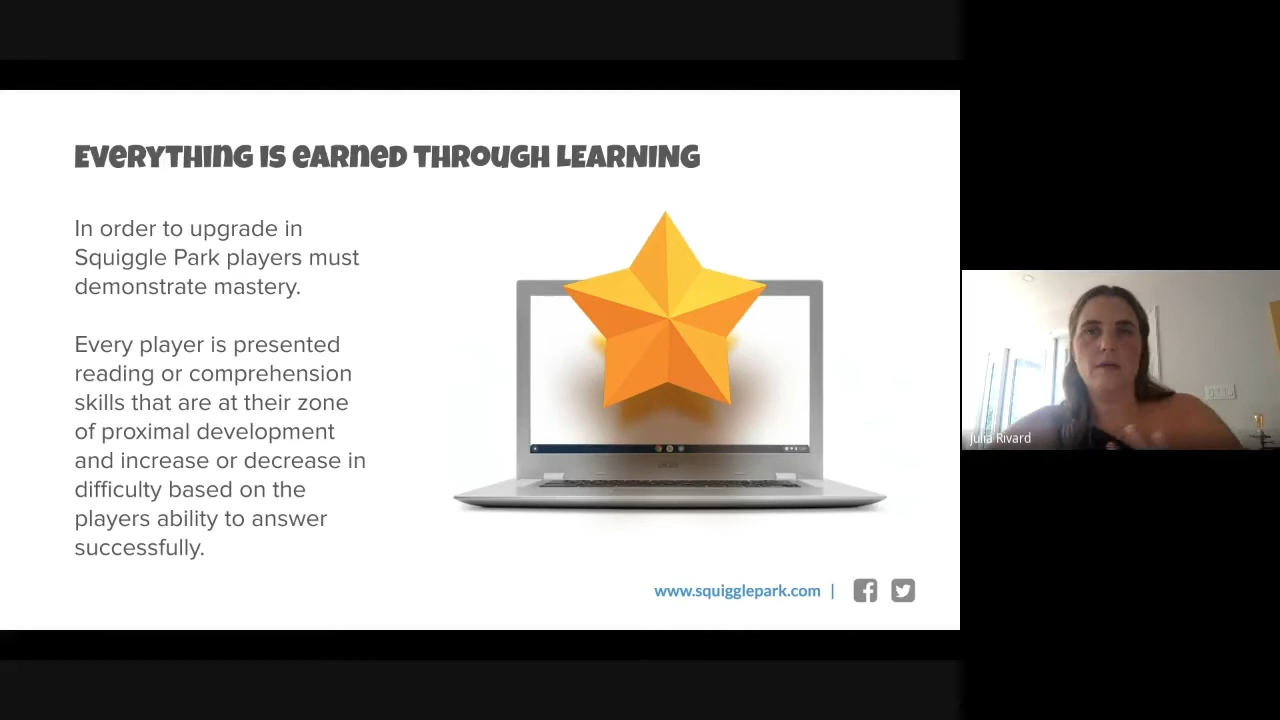 EVERYTHING IS EARNED THROUGH LEARNING
In order to upgrade in
Squiggle Park players must
demonstrate mastery.
Every player is presented
reading or comprehension
skills that are at their zone
of proximal development
and increase or decrease in
difficulty based on the
players ability to answer
successfully.
www.squigglepark.com |
Julia Rivard